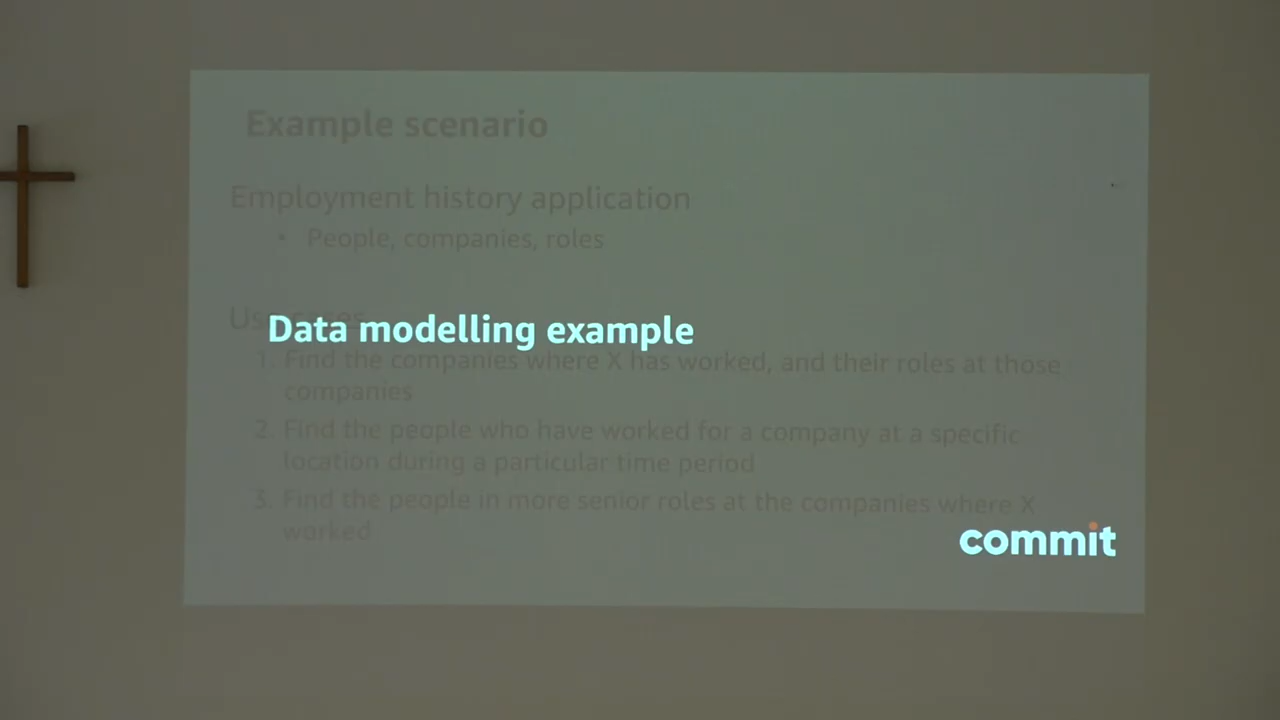 Example scenario
Employment history application
• People, companies, roles
Use cases
Data modelling example
1. Find the companies where X has worked, and their roles at those
companies
2. Find the people who have worked for a company at a specific
location during a particular time period
3. Find the people in more senior roles at the companies where X
worked
commit